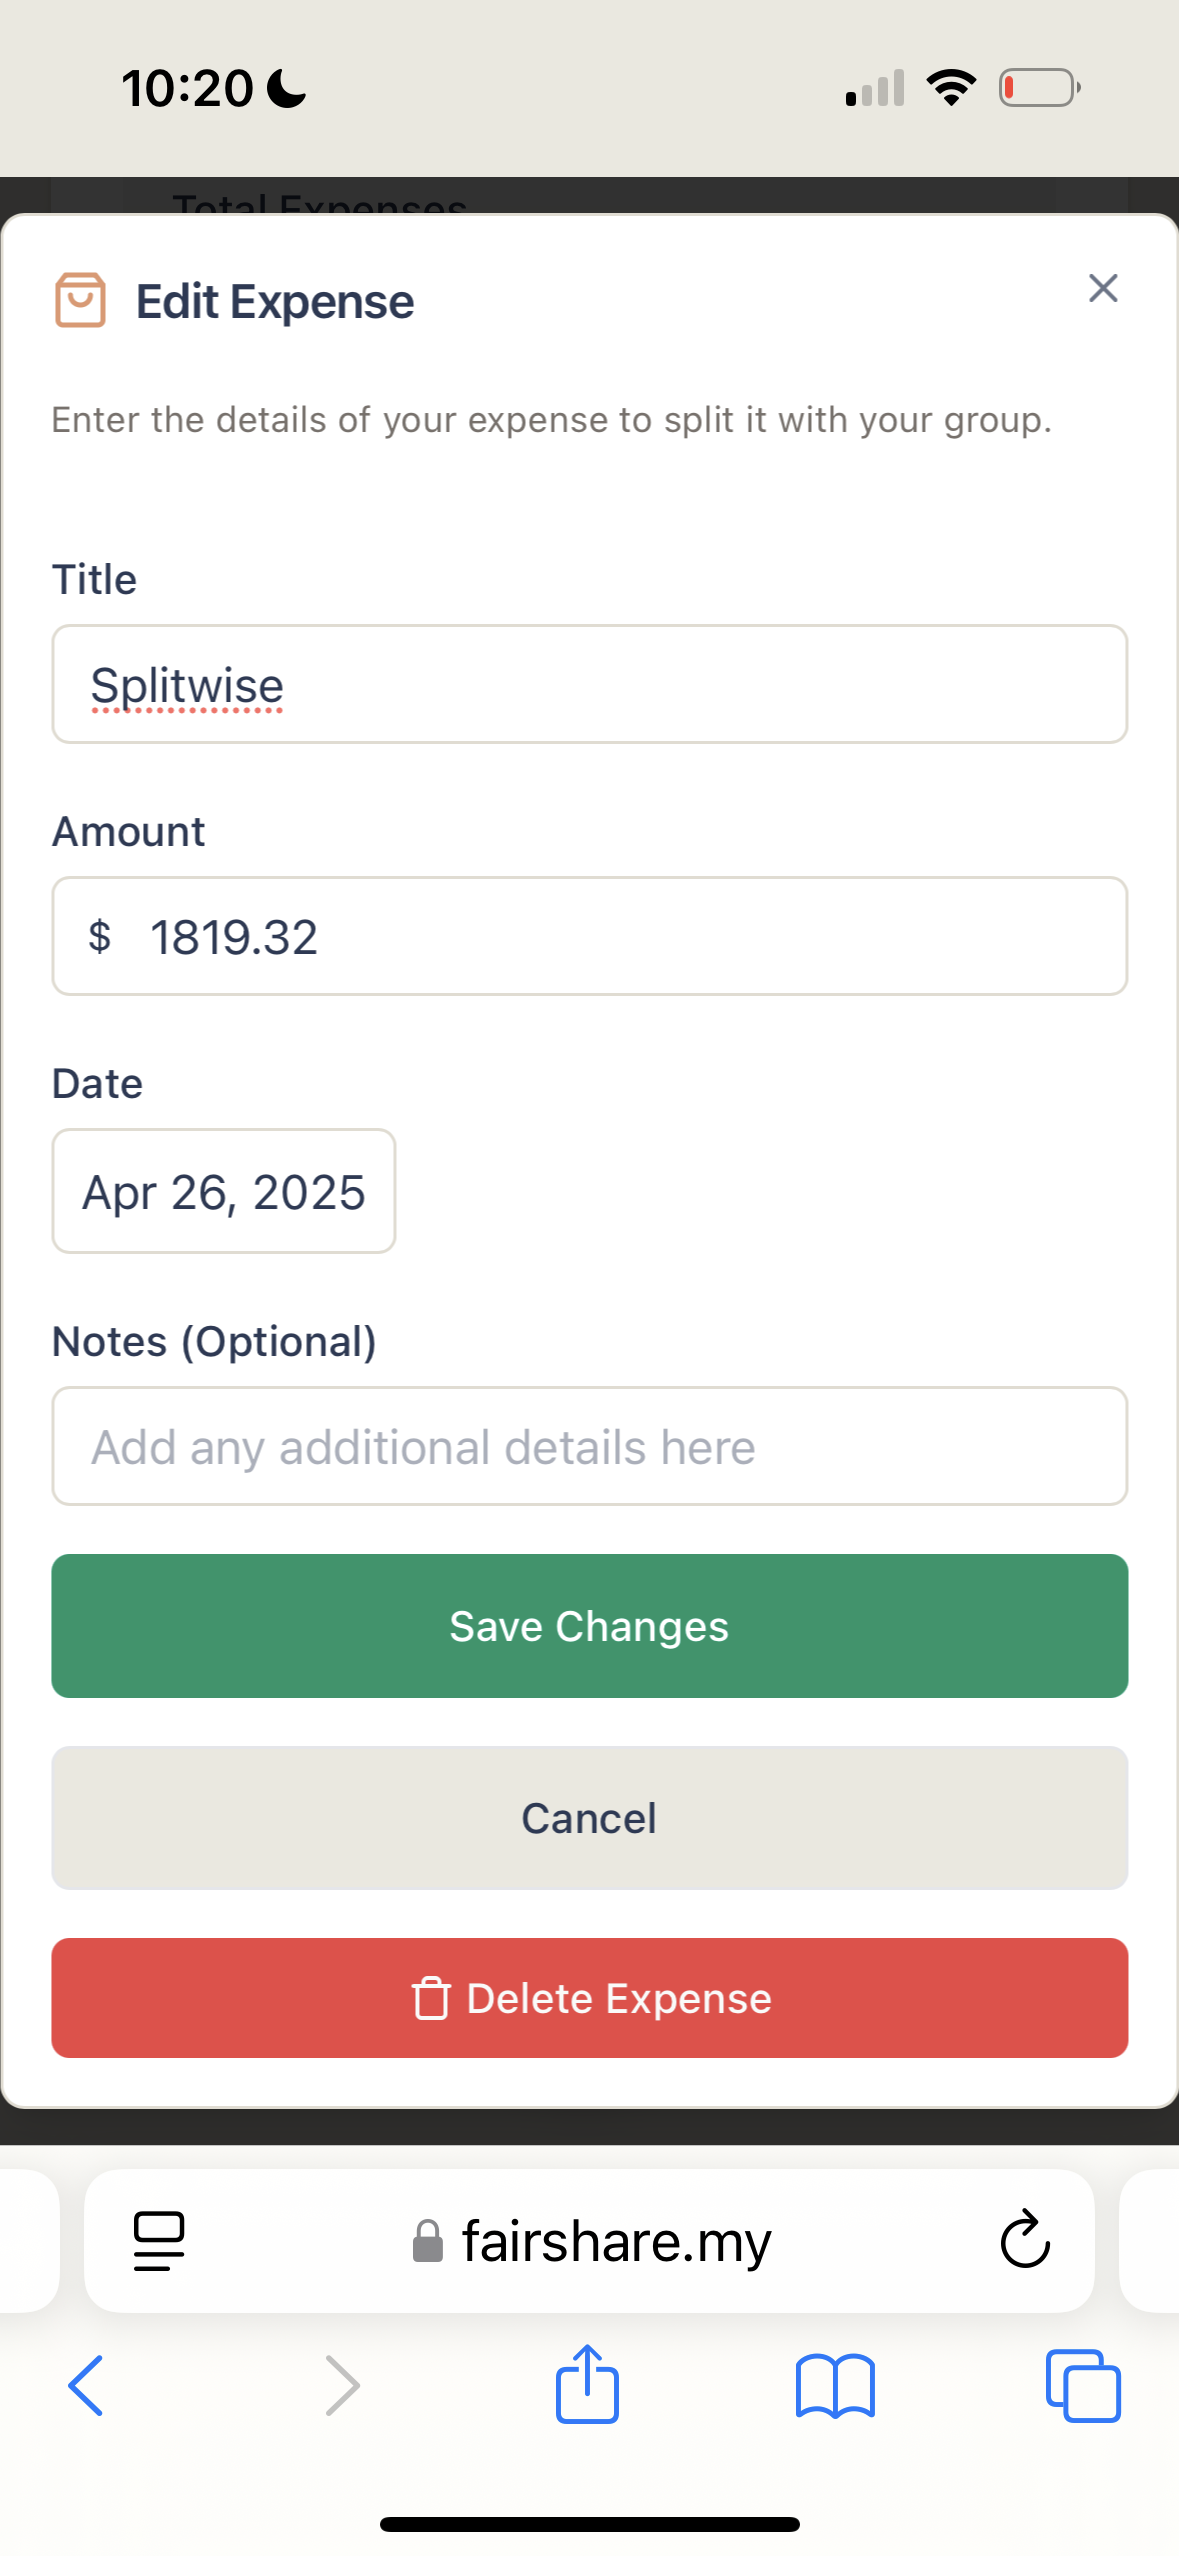 10:20
Total Expenses
Edit Expense
Enter the details of your expense to split it with your group.
Title
Splitwise
Amount
$ 1819.32
Date
Apr 26, 2025
Notes (Optional)
Add any additional details here
Save Changes
Cancel
Delete Expense
fairshare.my